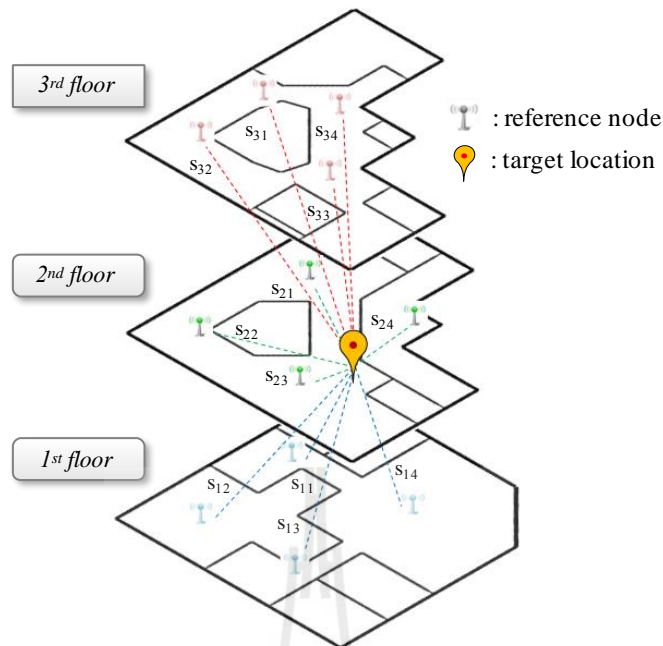 3rd floor
: reference node
: target location
s31
s34
s32
s33
2nd floor
s21
s22
s24
s23
1st floor
s12
s11
s14
s13